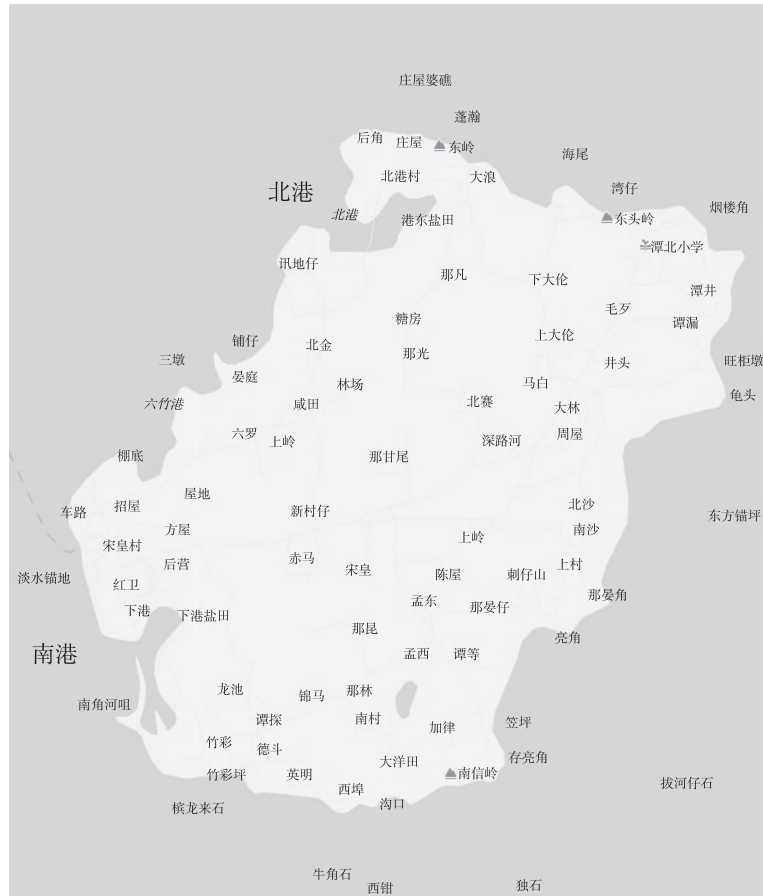 庄屋婆礁
蓬瀚
后角
庄屋
东岭
海尾
北港村
大浪
湾仔
北港
北港
港东盐田
东头岭
烟楼角
潭北小学
讯地仔
那凡
下大伦
潭井
毛歹
谭漏
糖房
上大伦
铺仔
北金
那光
三墩
井头
旺柜墩
晏庭
林场
马白
龟头
六竹港
咸田
北赛
大林
六罗
上岭
深路河
周屋
棚底
那甘尾
屋地
招屋
车路
新村仔
北沙
东方锚坪
方屋
南沙
宋皇村
上岭
后营
赤马
宋皇
上村
淡水锚地
红卫
陈屋
刺仔山
那晏角
孟东
那晏仔
下港
下港盐田
那昆
亮角
南港
孟西
谭等
龙池
锦马
那林
南角河咀
谭探
南村
加律
笠坪
竹彩
德斗
大洋田
存亮角
竹彩坪
英明
南信岭
拔河仔石
西埠
沟口
槟龙来石
牛角石
西钳
独石